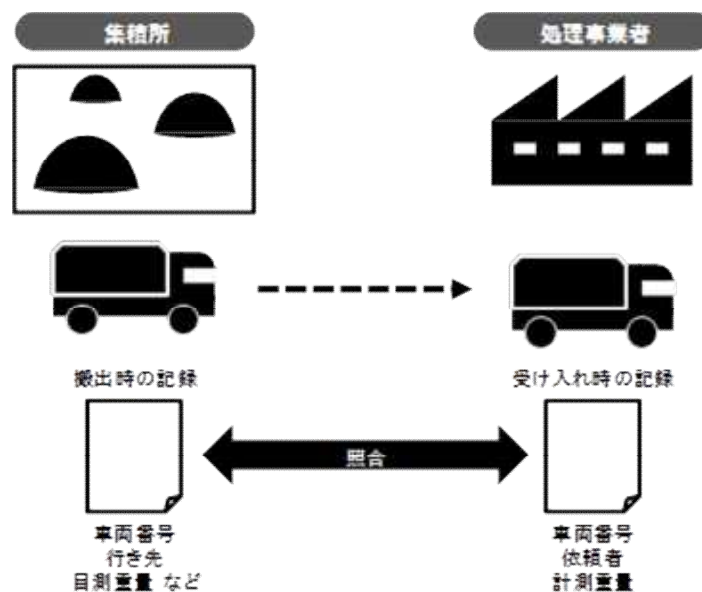 集積所
処理事業者
搬出時の記録
受け入れ時の記録
照合
車両番号
行き先
目測重量 など
車両番号
依頼者
計測重量